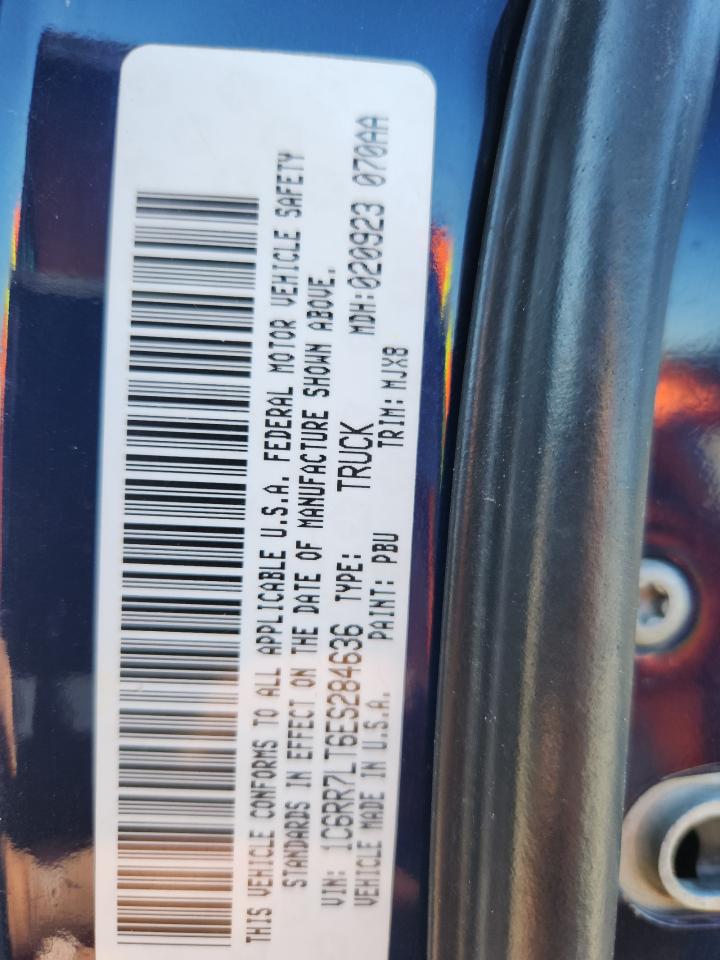 THIS VEHICLE CONFORMS TO ALL APPLICABLE U.S.A. FEDERAL MOTOR VEHICLE SAFETY
STANDARDS IN EFFECT ON THE DATE OF MANUFACTURE SHOWN ABOVE.
VIN: 1C6RR7LT6ES284636 TYPE: TRUCK MDH:020923 070AA
VEHICLE MADE IN U.S.A. PAINT: PBU TRIM: MJX8